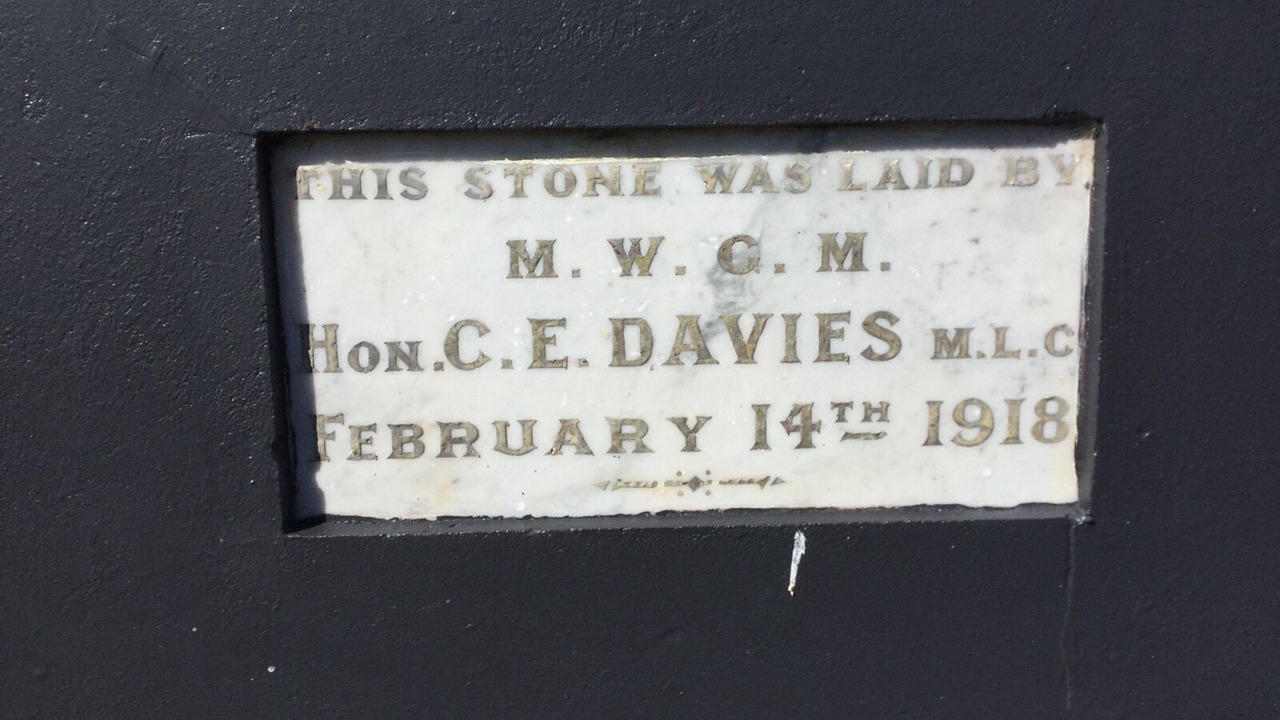 THIS STONE WAS LAID BY
M. W. G. M.
HON. C. E. DAVIES M.L.C
FEBRUARY 14TH 1918